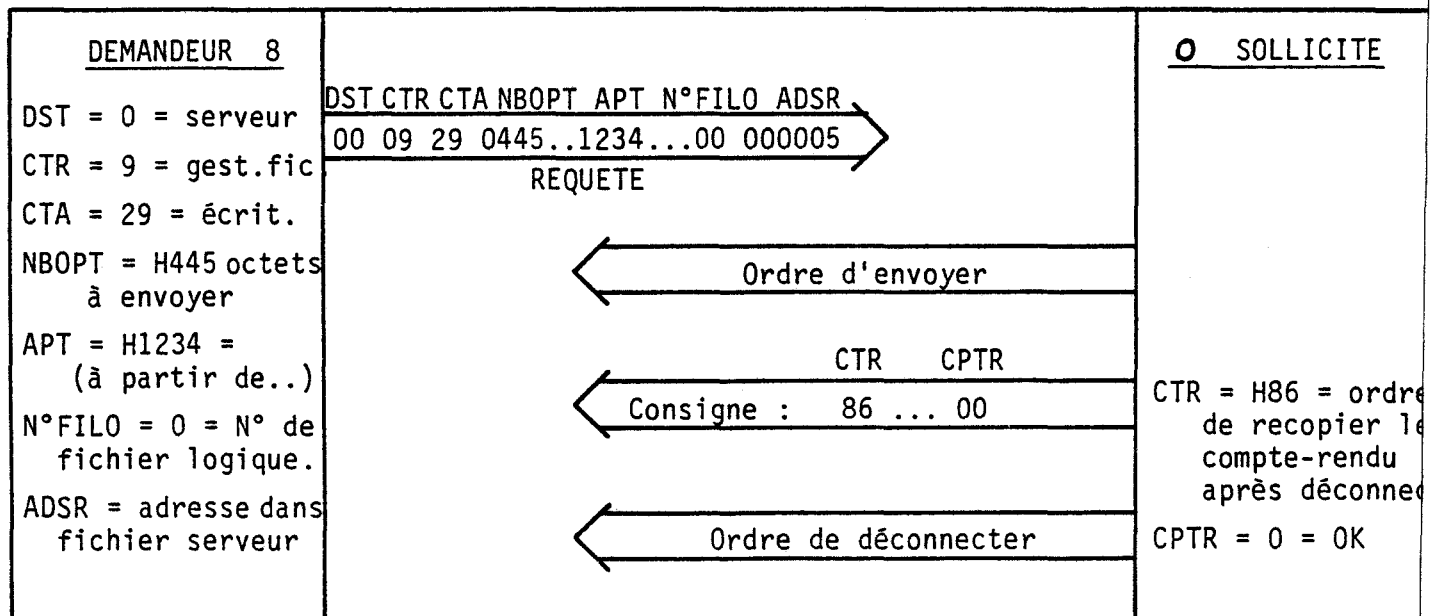 DEMANDEUR 8
DST = 0 = serveur
CTR = 9 = gest.fic
CTA = 29 = écrit.
NBOPT = H445 octets
à envoyer
APT = H1234 =
(à partir de..)
N°FILO = 0 = N° de
fichier logique.
ADSR = adresse dans
fichier serveur
DST CTR CTA NBOPT APT N°FILO ADSR
00 09 29 0445..1234...00 000005
REQUETE
Ordre d'envoyer
CTR CPTR
Consigne : 86 ... 00
Ordre de déconnecter
0 SOLLICITE
CTR = H86 = ordre
de recopier
compte-rendu
après
CPTR = 0 = OK